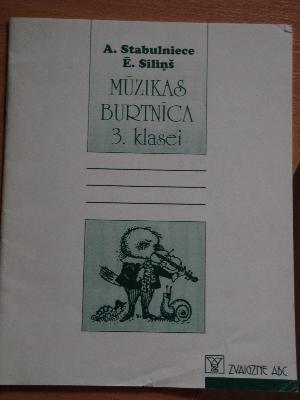 A. Stabulniece
Ē. Siliņš
MŪZIKAS
BURTNĪCA
3. klasei
ZVAIGZNE ABC